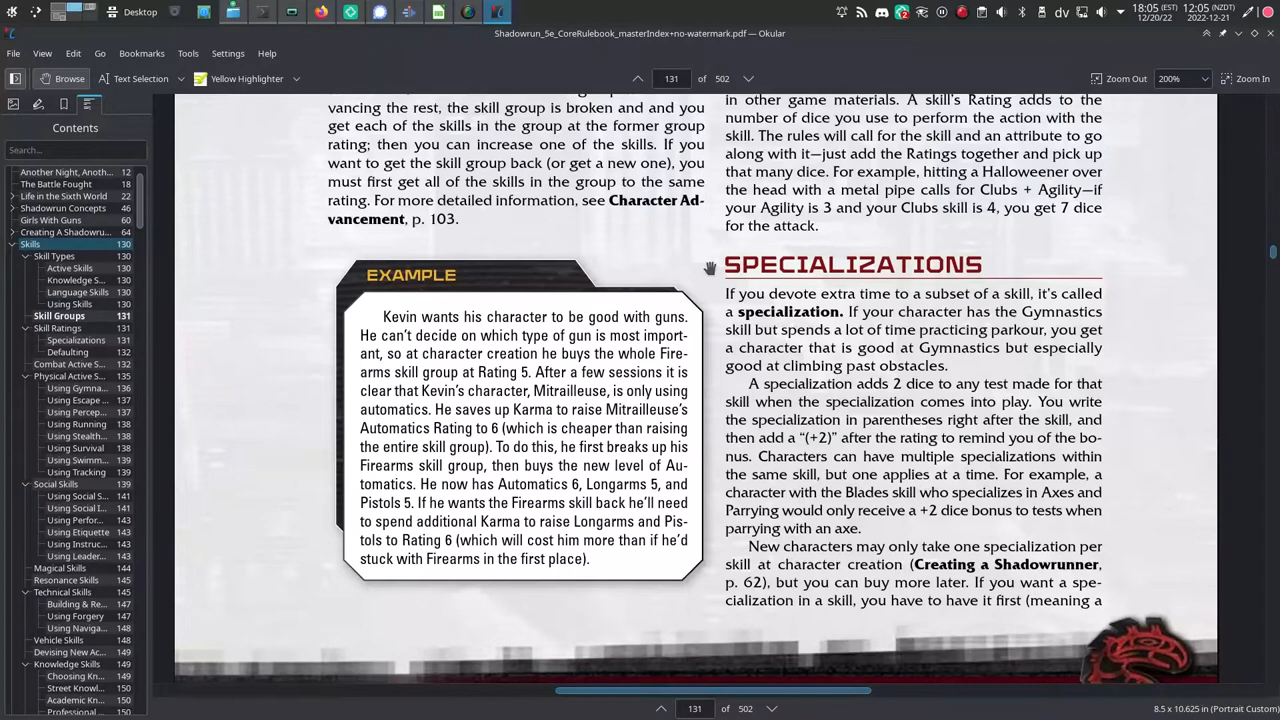 18:05 (EST)
12/20/22
12:05 (NZDT)
2022-12-21
Desktop
dv
Shadowrun_5e_CoreRulebook_masterIndex+no-watermark.pdf — Okular
File View Edit Go Bookmarks Tools Settings Help
Browse Text Selection Yellow Highlighter 131 of 502 Zoom Out 200% Zoom In
Contents
Search...
Another Night, Anoth... 12
The Battle Fought 18
Life in the Sixth World 22
Shadowrun Concepts 46
Girls With Guns 60
Creating A Shadowru... 64
Skills 130
Skill Types 130
Active Skills 130
Knowledge S... 130
Language Skills 130
Using Skills 130
Skill Groups 131
Skill Ratings 131
Specializations 131
Defaulting 132
Combat Active S... 132
Physical Active S... 135
Using Gymna... 136
Using Escape ... 137
Using Percep... 137
Using Running 138
Using Stealth... 138
Using Survival 138
Using Swimm... 139
Using Tracking 139
Social Skills 139
Using Social S... 141
Using Social I... 141
Using Perfor... 143
Using Etiquette 143
Using Instruc... 143
Using Leader... 143
Magical Skills 144
Resonance Skills 145
Technical Skills 145
Building & Re... 147
Using Forgery 147
Using Naviga... 148
Vehicle Skills 148
Devising New Ac... 149
Knowledge Skills 149
Choosing Kn... 149
Street Knowl... 150
Academic Kn... 150
Professional ... 150
vancing the rest, the skill group is broken and and you
get each of the skills in the group at the former group
rating; then you can increase one of the skills. If you
want to get the skill group back (or get a new one), you
must first get all of the skills in the group to the same
rating. For more detailed information, see Character Ad-
vancement, p. 103.
EXAMPLE
Kevin wants his character to be good with guns.
He can't decide on which type of gun is most import-
ant, so at character creation he buys the whole Fire-
arms skill group at Rating 5. After a few sessions it is
clear that Kevin's character, Mitrailleuse, is only using
automatics. He saves up Karma to raise Mitrailleuse's
Automatics Rating to 6 (which is cheaper than raising
the entire skill group). To do this, he first breaks up his
Firearms skill group, then buys the new level of Au-
tomatics. He now has Automatics 6, Longarms 5, and
Pistols 5. If he wants the Firearms skill back he'll need
to spend additional Karma to raise Longarms and Pis-
tols to Rating 6 (which will cost him more than if he'd
stuck with Firearms in the first place).
in other game materials. A skill's Rating adds to the
number of dice you use to perform the action with the
skill. The rules will call for the skill and an attribute to go
along with it—just add the Ratings together and pick up
that many dice. For example, hitting a Halloweener over
the head with a metal pipe calls for Clubs + Agility—if
your Agility is 3 and your Clubs skill is 4, you get 7 dice
for the attack.
SPECIALIZATIONS
If you devote extra time to a subset of a skill, it's called
a specialization. If your character has the Gymnastics
skill but spends a lot of time practicing parkour, you get
a character that is good at Gymnastics but especially
good at climbing past obstacles.
A specialization adds 2 dice to any test made for that
skill when the specialization comes into play. You write
the specialization in parentheses right after the skill, and
then add a “(+2)” after the rating to remind you of the bo-
nus. Characters can have multiple specializations within
the same skill, but one applies at a time. For example, a
character with the Blades skill who specializes in Axes and
Parrying would only receive a +2 dice bonus to tests when
parrying with an axe.
New characters may only take one specialization per
skill at character creation (Creating a Shadowrunner,
p. 62), but you can buy more later. If you want a spe-
cialization in a skill, you have to have it first (meaning a
131 of 502
8.5 x 10.625 in (Portrait Custom)